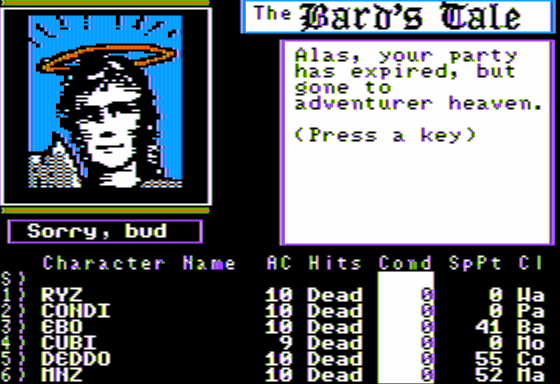 The Bard's Tale
Alas, your party
has expired, but
gone to
adventurer heaven.
(Press a key)
Sorry, bud
Character Name AC Hits Cond SpPt Cl
S)
1) RYZ 10 Dead 0 0 Wa
2) CONDI 10 Dead 0 0 Pa
3) EBO 10 Dead 0 41 Ba
4) CUBI 9 Dead 0 0 Mo
5) DEDDO 10 Dead 0 55 Co
6) MNZ 10 Dead 0 52 Ma